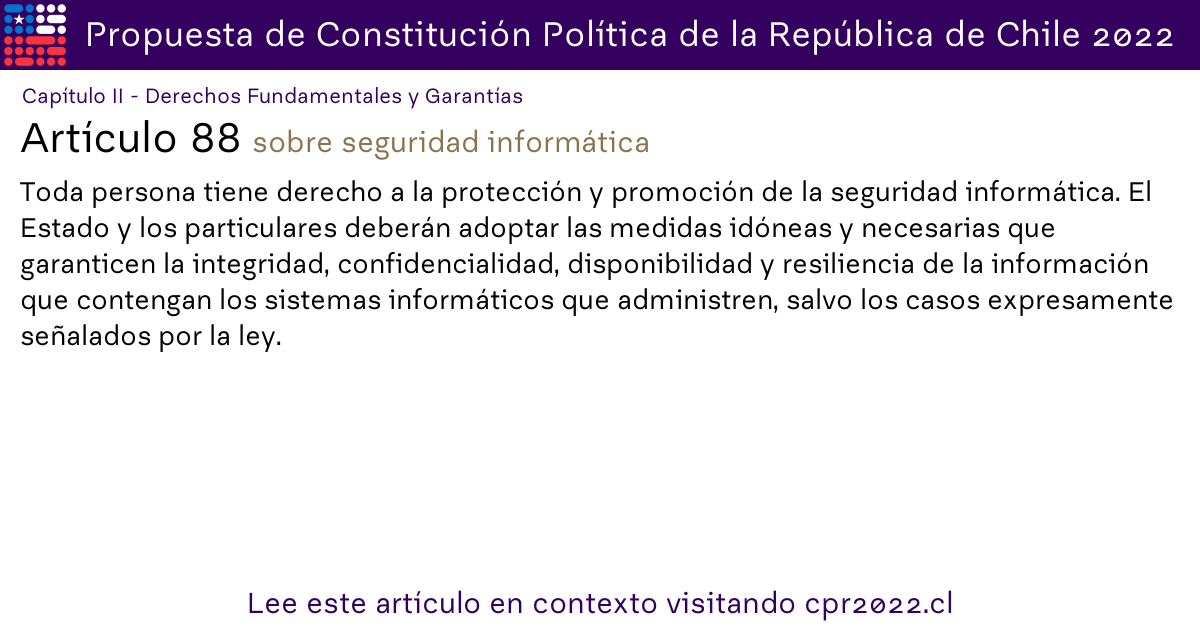 Propuesta de Constitución Política de la República de Chile 2022
Capítulo II - Derechos Fundamentales y Garantías
Artículo 88 sobre seguridad informática
Toda persona tiene derecho a la protección y promoción de la seguridad informática. El
Estado y los particulares deberán adoptar las medidas idóneas y necesarias que
garanticen la integridad, confidencialidad, disponibilidad y resiliencia de la información
que contengan los sistemas informáticos que administren, salvo los casos expresamente
señalados por la ley.
Lee este artículo en contexto visitando cpr2022.cl